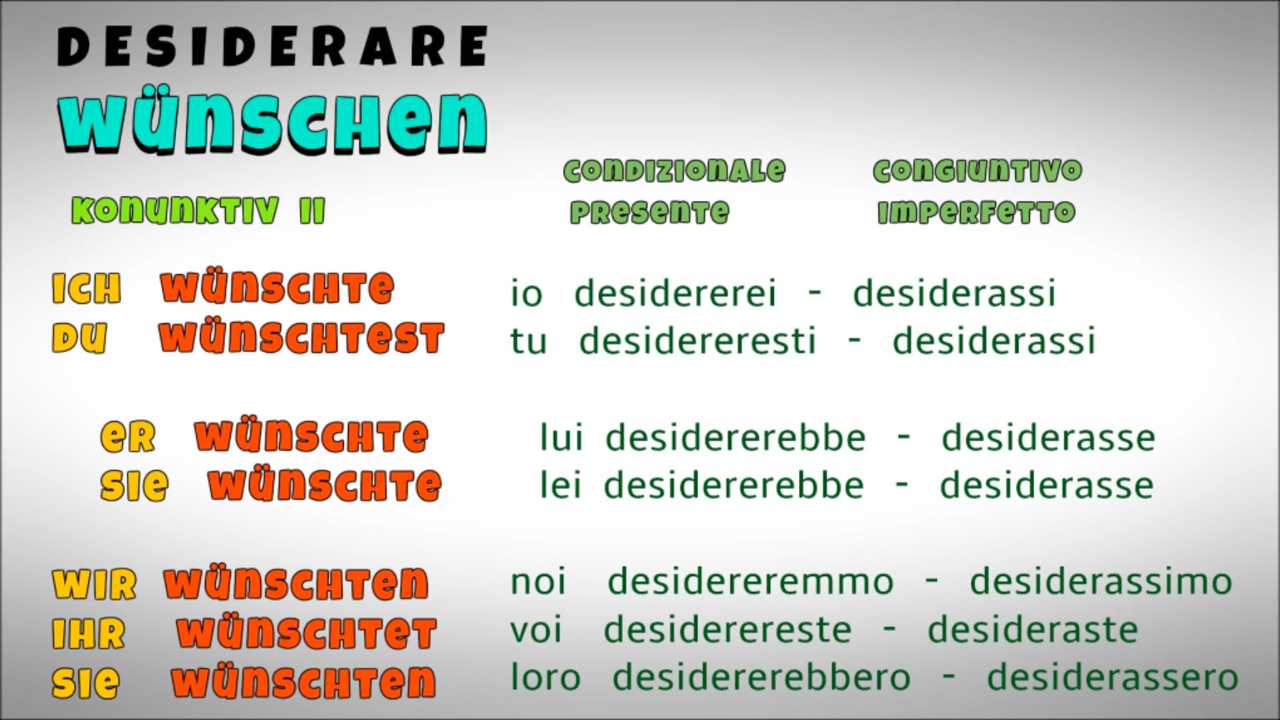 DESIDERARE
wünschen
CONDIZIONALE CONGIUNTIVO
KONUNKTIV II PRESENTE IMPERFETTO
ICH wünschte io desidererei - desiderassi
DU wünschtest tu desidereresti - desiderassi
ER wünschte lui desidererebbe - desiderasse
SIE wünschte lei desidererebbe - desiderasse
WIR wünschten noi desidereremmo - desiderassimo
IHR wünschtet voi desiderereste - desideraste
SIE wünschten loro desidererebbero - desiderassero